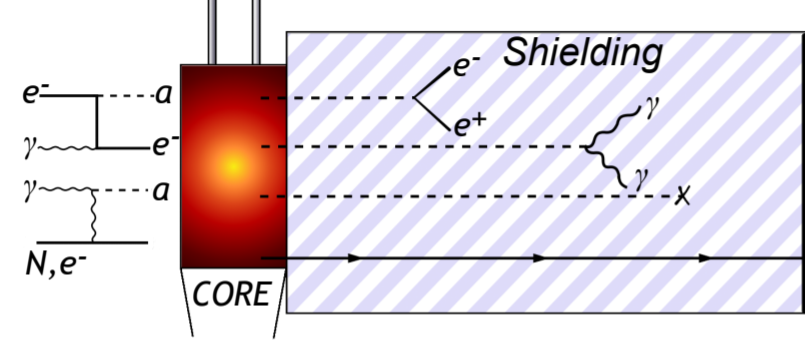 Shielding
e-
e+
γ
γ
x
e-
a
γ
e-
γ
a
N,e-
CORE